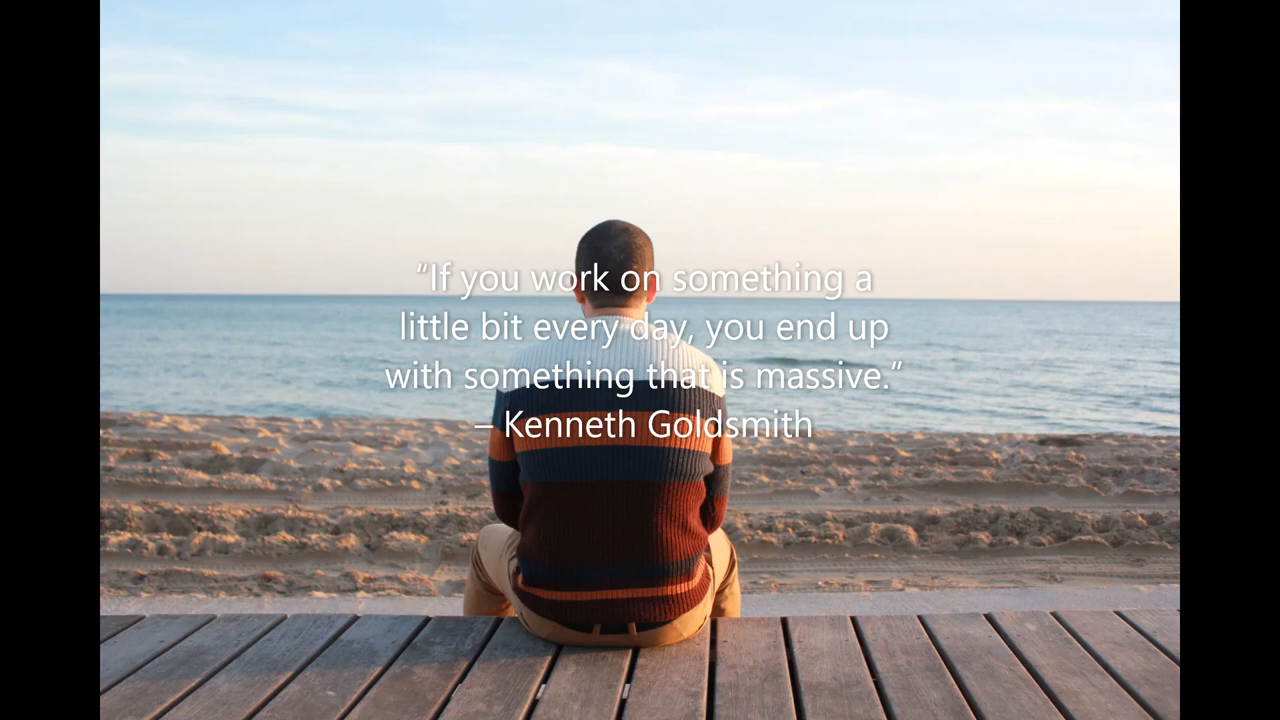 “If you work on something a
little bit every day, you end up
with something that is massive.”
– Kenneth Goldsmith